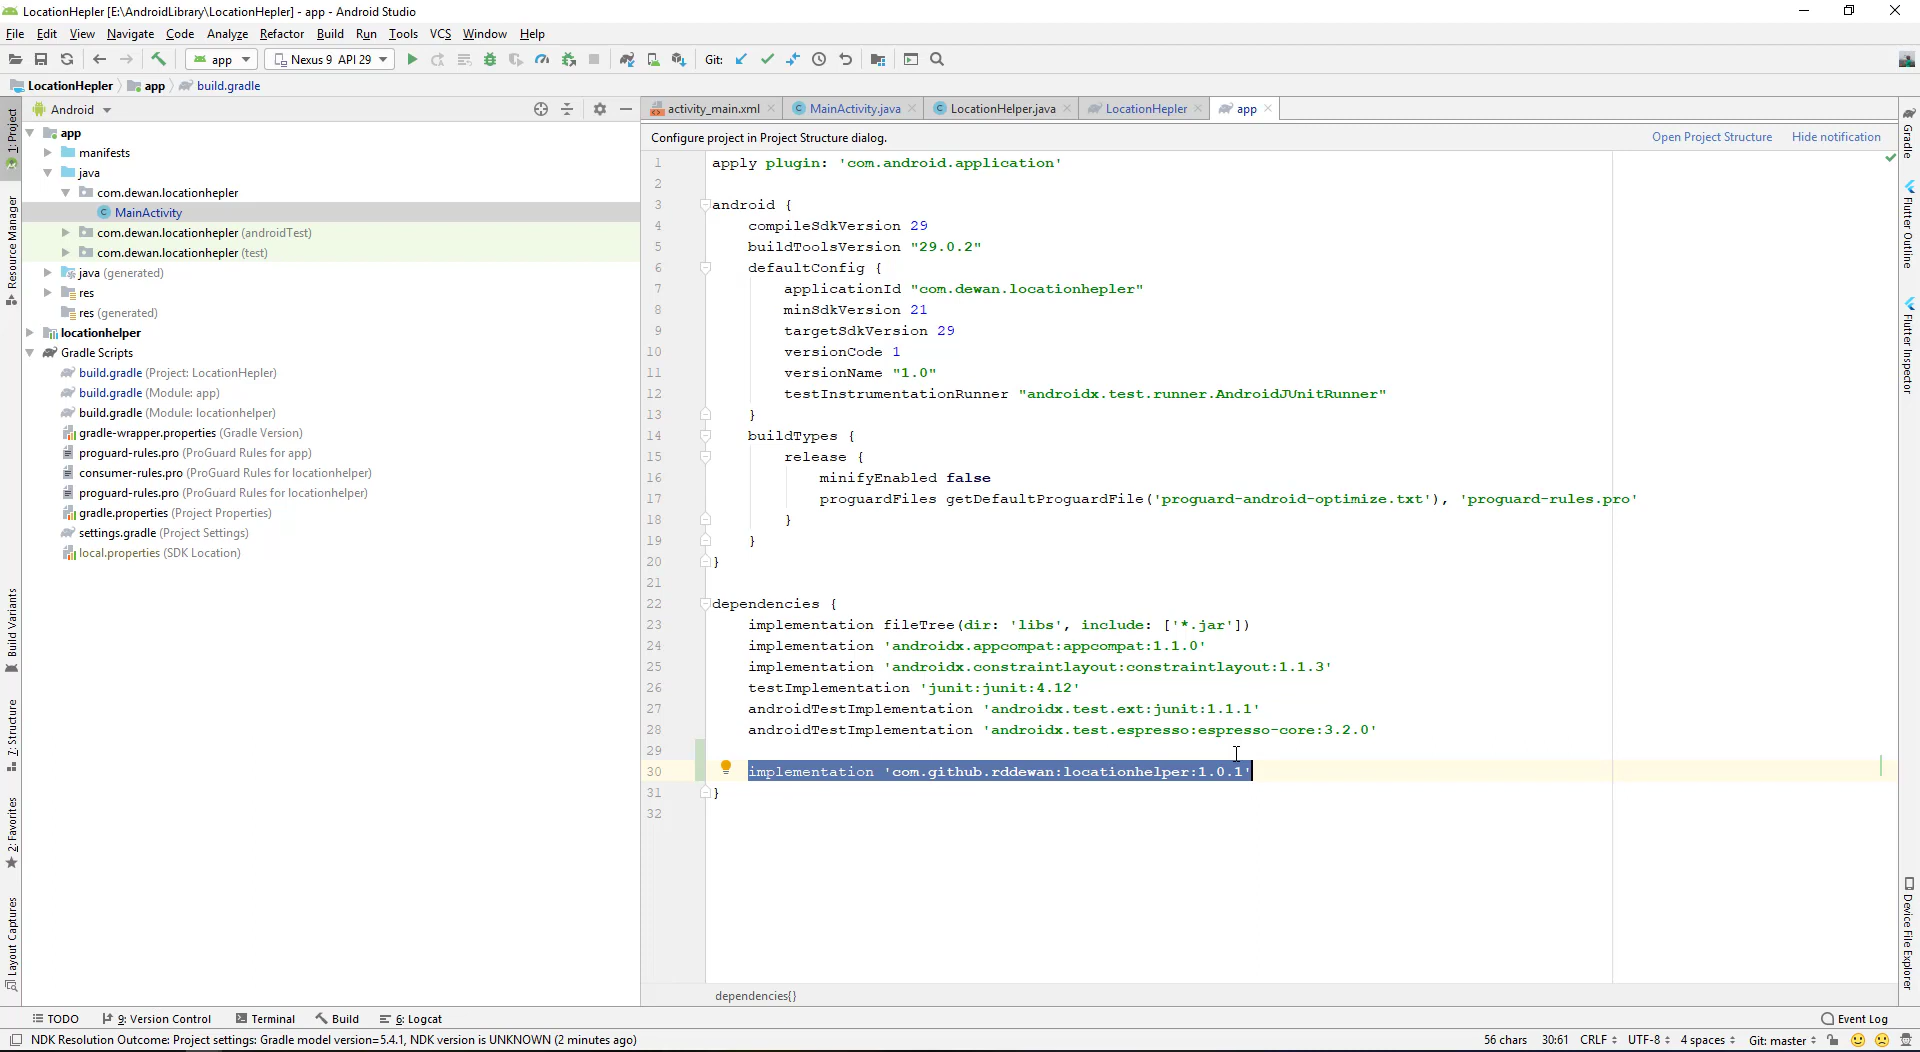 LocationHepler [E:\AndroidLibrary\LocationHepler] - app - Android Studio
File Edit View Navigate Code Analyze Refactor Build Run Tools VCS Window Help
app Nexus 9 API 29 Git:
LocationHepler app build.gradle
1: Project
Resource Manager
Build Variants
7: Structure
2: Favorites
Layout Captures
Android
app
manifests
java
com.dewan.locationhepler
MainActivity
com.dewan.locationhepler (androidTest)
com.dewan.locationhepler (test)
java (generated)
res
res (generated)
locationhelper
Gradle Scripts
build.gradle (Project: LocationHepler)
build.gradle (Module: app)
build.gradle (Module: locationhelper)
gradle-wrapper.properties (Gradle Version)
proguard-rules.pro (ProGuard Rules for app)
consumer-rules.pro (ProGuard Rules for locationhelper)
proguard-rules.pro (ProGuard Rules for locationhelper)
gradle.properties (Project Properties)
settings.gradle (Project Settings)
local.properties (SDK Location)
activity_main.xml MainActivity.java LocationHelper.java LocationHepler app
Configure project in Project Structure dialog. Open Project Structure Hide notification
1 apply plugin: 'com.android.application'
2
3 android {
4 compileSdkVersion 29
5 buildToolsVersion "29.0.2"
6 defaultConfig {
7 applicationId "com.dewan.locationhepler"
8 minSdkVersion 21
9 targetSdkVersion 29
10 versionCode 1
11 versionName "1.0"
12 testInstrumentationRunner "androidx.test.runner.AndroidJUnitRunner"
13 }
14 buildTypes {
15 release {
16 minifyEnabled false
17 proguardFiles getDefaultProguardFile('proguard-android-optimize.txt'), 'proguard-rules.pro'
18 }
19 }
20 }
21
22 dependencies {
23 implementation fileTree(dir: 'libs', include: ['*.jar'])
24 implementation 'androidx.appcompat:appcompat:1.1.0'
25 implementation 'androidx.constraintlayout:constraintlayout:1.1.3'
26 testImplementation 'junit:junit:4.12'
27 androidTestImplementation 'androidx.test.ext:junit:1.1.1'
28 androidTestImplementation 'androidx.test.espresso:espresso-core:3.2.0'
29
30 implementation 'com.github.rddewan:locationhelper:1.0.1'
31 }
32
dependencies{}
Gradle
Flutter Outline
Flutter Inspector
Device File Explorer
TODO 9: Version Control Terminal Build 6: Logcat Event Log
NDK Resolution Outcome: Project settings: Gradle model version=5.4.1, NDK version is UNKNOWN (2 minutes ago) 56 chars 30:61 CRLF UTF-8 4 spaces Git: master